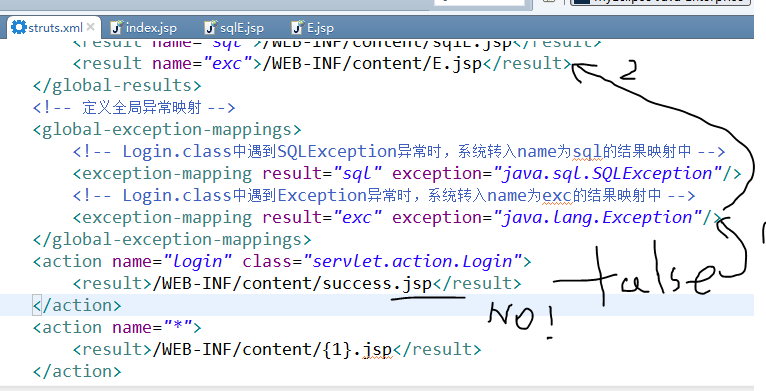 struts.xml index.jsp sqlE.jsp E.jsp
<result name="sql">/WEB-INF/content/sqlE.jsp</result>
<result name="exc">/WEB-INF/content/E.jsp</result>
2
</global-results>
<!-- 定义全局异常映射 -->
<global-exception-mappings>
<!-- Login.class中遇到SQLException异常时，系统转入name为sql的结果映射中 -->
<exception-mapping result="sql" exception="java.sql.SQLException"/>
<!-- Login.class中遇到Exception异常时，系统转入name为exc的结果映射中 -->
<exception-mapping result="exc" exception="java.lang.Exception"/>
</global-exception-mappings>
1
<action name="login" class="servlet.action.Login">
<result>/WEB-INF/content/success.jsp</result>
false
</action>
NO!
<action name="*">
<result>/WEB-INF/content/{1}.jsp</result>
</action>